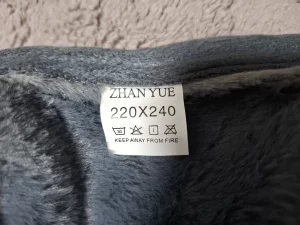 ZHAN YUE
220X240
KEEP AWAY FROM FIRE